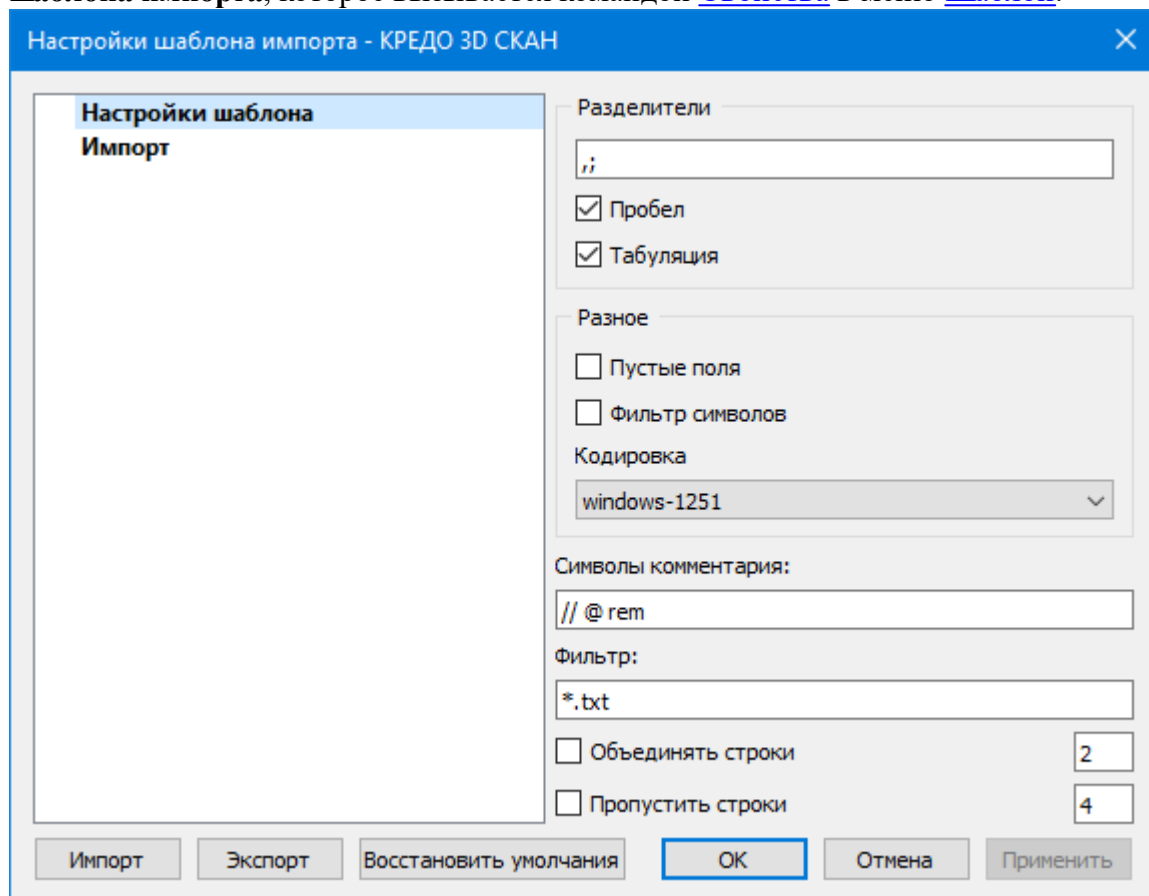 Настройки шаблона импорта - КРЕДО 3D СКАН
Настройки шаблона
Импорт
Разделители
,;
Пробел
Табуляция
Разное
Пустые поля
Фильтр символов
Кодировка
windows-1251
Символы комментария:
// @ rem
Фильтр:
*.txt
Объединять строки
2
Пропустить строки
4
Импорт
Экспорт
Восстановить умолчания
ОК
Отмена
Применить